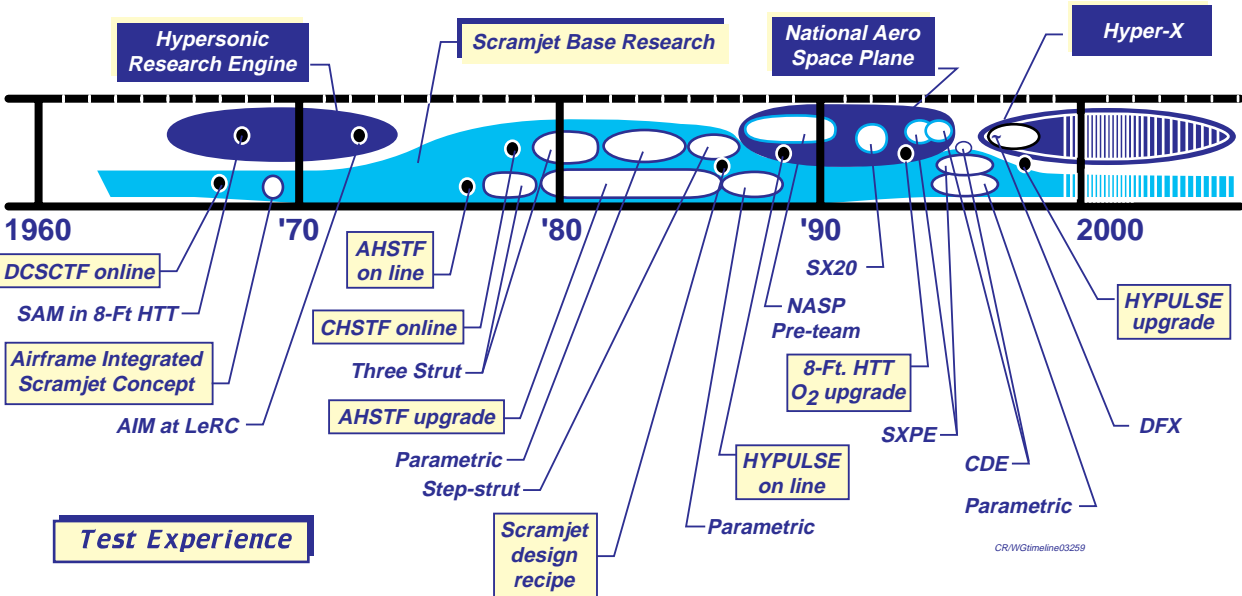 Hypersonic
Research Engine
Scramjet Base Research
National Aero
Space Plane
Hyper-X
1960
'70
'80
'90
2000
DCSCTF online
SAM in 8-Ft HTT
Airframe Integrated
Scramjet Concept
AIM at LeRC
AHSTF
on line
CHSTF online
Three Strut
AHSTF upgrade
Parametric
Step-strut
Scramjet
design
recipe
SX20
NASP
Pre-team
8-Ft. HTT
O2 upgrade
SXPE
HYPULSE
on line
Parametric
CDE
Parametric
DFX
HYPULSE
upgrade
Test Experience
CR/WGtimeline03259